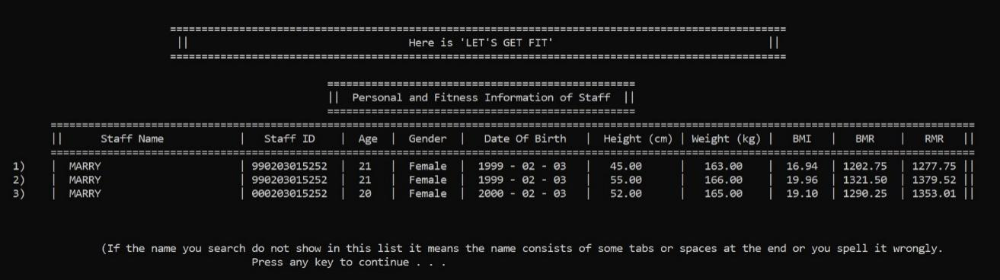 ==========================================================================================
|| Here is 'LET'S GET FIT' ||
==========================================================================================
=================================================
|| Personal and Fitness Information of Staff ||
=================================================
==========================================================================================
|| Staff Name | Staff ID | Age | Gender | Date Of Birth | Height (cm) | Weight (kg) | BMI | BMR | RMR ||
==========================================================================================
1) | MARRY | 990203015252 | 21 | Female | 1999 - 02 - 03 | 45.00 | 163.00 | 16.94 | 1202.75 | 1277.75 ||
2) | MARRY | 990203015252 | 21 | Female | 1999 - 02 - 03 | 55.00 | 166.00 | 19.96 | 1321.50 | 1379.52 ||
3) | MARRY | 000203015252 | 20 | Female | 2000 - 02 - 03 | 52.00 | 165.00 | 19.10 | 1290.25 | 1353.01 ||
(If the name you search do not show in this list it means the name consists of some tabs or spaces at the end or you spell it wrongly.
Press any key to continue . . .